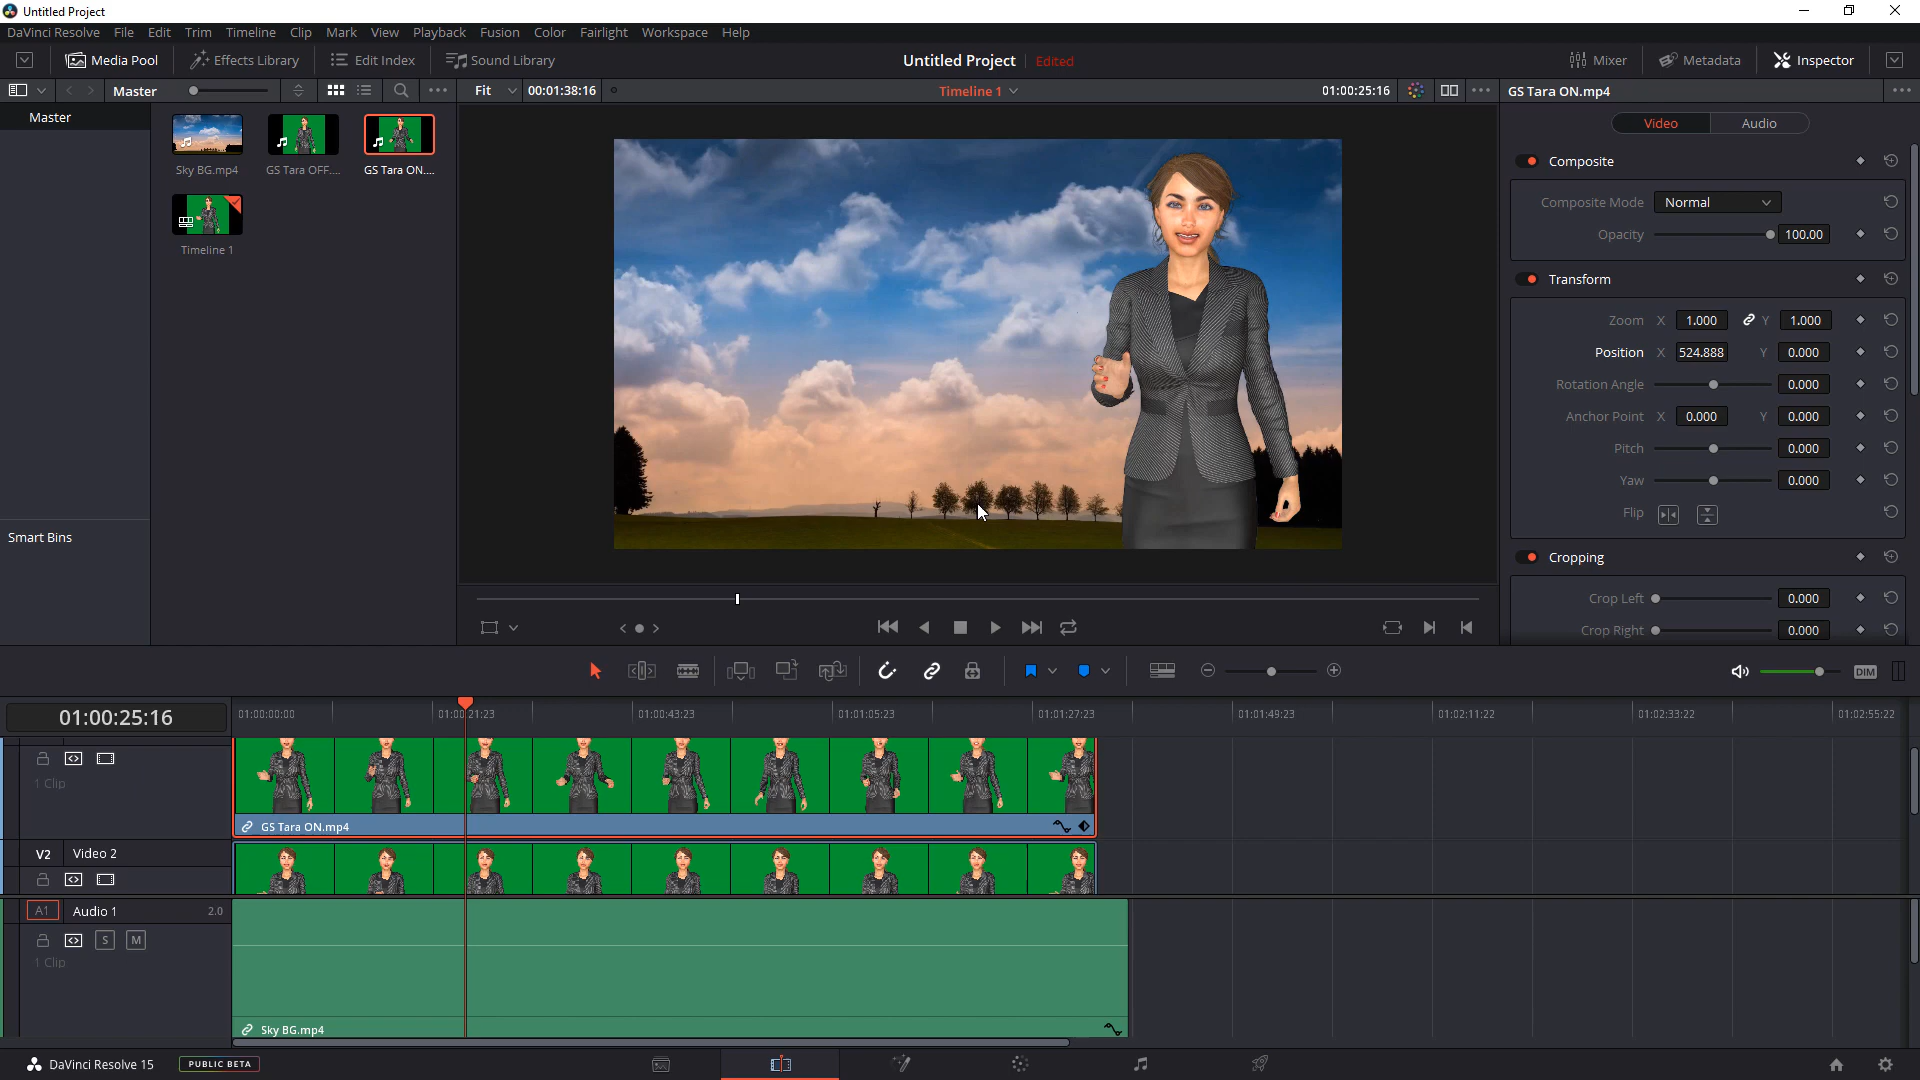 Untitled Project
DaVinci Resolve File Edit Trim Timeline Clip Mark View Playback Fusion Color Fairlight Workspace Help
Media Pool Effects Library Edit Index Sound Library Untitled Project Edited Mixer Metadata Inspector
Master Fit 00:01:38:16 Timeline 1 01:00:25:16 GS Tara ON.mp4
Master
Video Audio
Sky BG.mp4 GS Tara OFF.... GS Tara ON....
Timeline 1
Composite
Composite Mode Normal
Opacity 100.00
Transform
Zoom X 1.000 Y 1.000
Position X 524.888 Y 0.000
Rotation Angle 0.000
Anchor Point X 0.000 Y 0.000
Pitch 0.000
Yaw 0.000
Flip
Smart Bins
Cropping
Crop Left 0.000
Crop Right 0.000
DIM
01:00:25:16
01:00:00:00 01:00:21:23 01:00:43:23 01:01:05:23 01:01:27:23 01:01:49:23 01:02:11:22 01:02:33:22 01:02:55:22
1 Clip
GS Tara ON.mp4
V2 Video 2
A1 Audio 1 2.0
S M
1 Clip
Sky BG.mp4
DaVinci Resolve 15 PUBLIC BETA